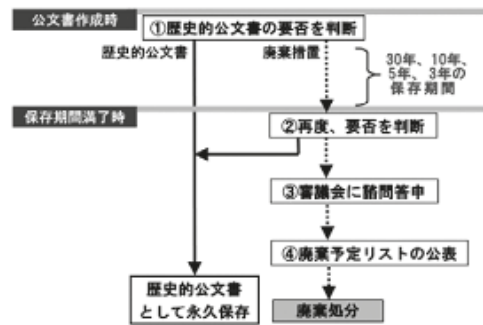 公文書作成時
①歴史的公文書の要否を判断
歴史的公文書
廃棄措置
30年、10年、
5年、3年の
保存期間
保存期間満了時
②再度、要否を判断
③審議会に諮問答申
④廃棄予定リストの公表
歴史的公文書
として永久保存
廃棄処分